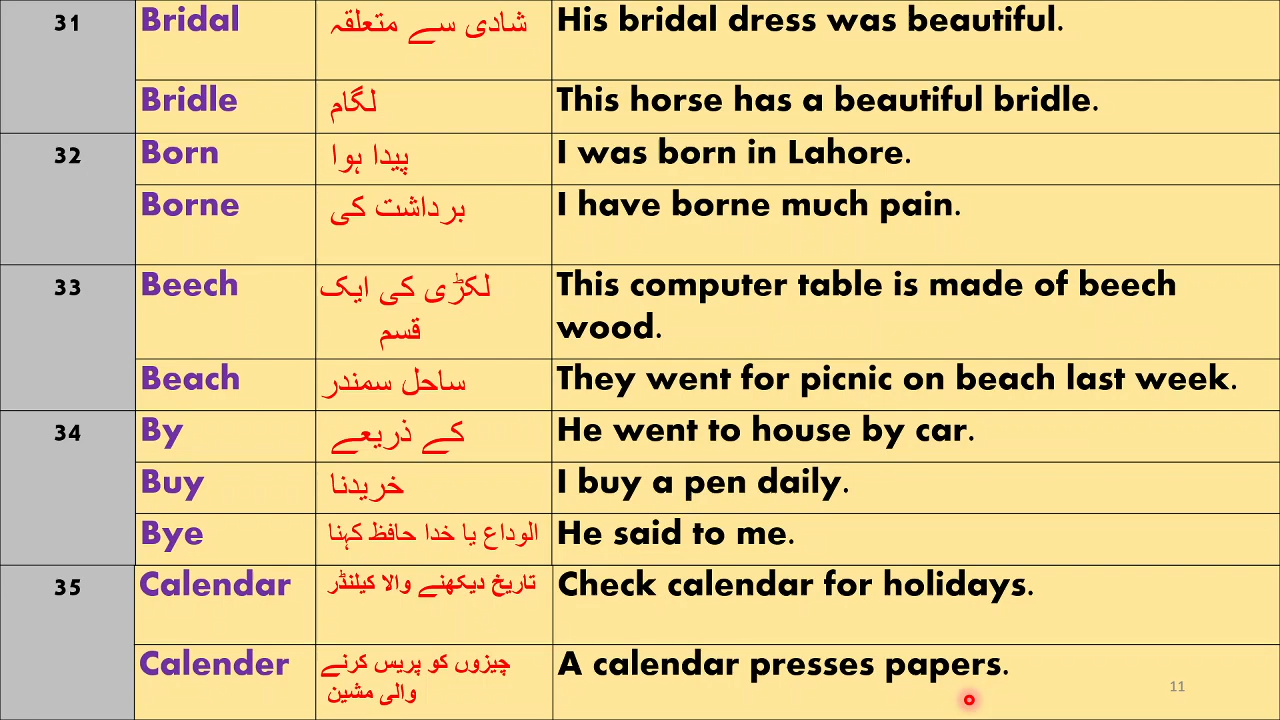 31 Bridal شادی سے متعلقہ His bridal dress was beautiful.
Bridle لگام This horse has a beautiful bridle.
32 Born پیدا ہوا I was born in Lahore.
Borne برداشت کی I have borne much pain.
33 Beech لکڑی کی ایک This computer table is made of beech
قسم wood.
Beach ساحل سمندر They went for picnic on beach last week.
34 By کے ذریعے He went to house by car.
Buy خریدنا I buy a pen daily.
Bye الوداع یا خدا حافظ کہنا He said to me.
35 Calendar تاریخ دیکھنے والا کیلنڈر Check calendar for holidays.
Calender چیزوں کو پریس کرنے A calendar presses papers.
والی مشین
11